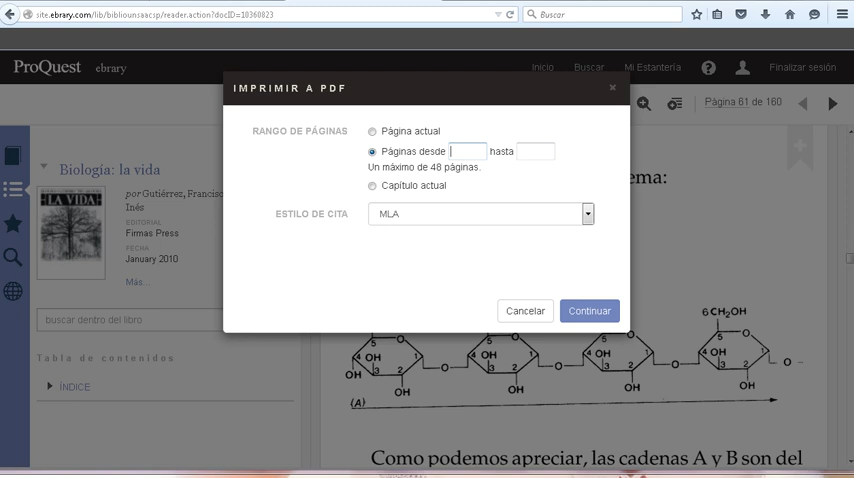 site.ebrary.com/lib/bibliounsaacsp/reader.action?docID=10360823
Buscar
ProQuest ebrary
Inicio Buscar Mi Estantería ? Finalizar sesión
IMPRIMIR A PDF ×
Página 61 de 160
RANGO DE PÁGINAS
Página actual
Páginas desde hasta
Un máximo de 48 páginas.
Capítulo actual
ESTILO DE CITA MLA
Cancelar Continuar
Biología: la vida
por Gutiérrez, Francisco
Inés
EDITORIAL
Firmas Press
FECHA
January 2010
Más...
LA VIDA
buscar dentro del libro
Tabla de contenidos
ÍNDICE
ema:
6 CH₂OH
5 O
4 OH 1
3 2
OH OH
(A)
Como podemos apreciar, las cadenas A y B son del